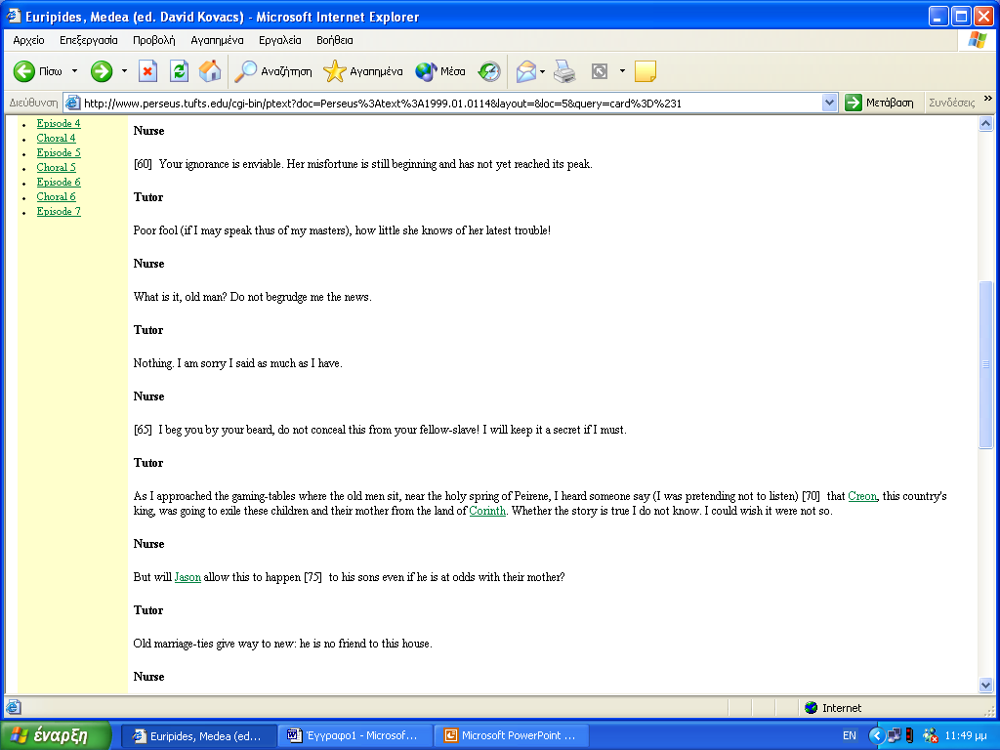 Euripides, Medea (ed. David Kovacs) - Microsoft Internet Explorer
Αρχείο Επεξεργασία Προβολή Αγαπημένα Εργαλεία Βοήθεια
Πίσω Αναζήτηση Αγαπημένα Μέσα
Διεύθυνση http://www.perseus.tufts.edu/cgi-bin/ptext?doc=Perseus%3Atext%3A1999.01.0114&layout=&loc=5&query=card%3D%231 Μετάβαση Συνδέσεις »
Episode 4
Choral 4
Episode 5
Choral 5
Episode 6
Choral 6
Episode 7
Nurse
[60] Your ignorance is enviable. Her misfortune is still beginning and has not yet reached its peak.
Tutor
Poor fool (if I may speak thus of my masters), how little she knows of her latest trouble!
Nurse
What is it, old man? Do not begrudge me the news.
Tutor
Nothing. I am sorry I said as much as I have.
Nurse
[65] I beg you by your beard, do not conceal this from your fellow-slave! I will keep it a secret if I must.
Tutor
As I approached the gaming-tables where the old men sit, near the holy spring of Peirene, I heard someone say (I was pretending not to listen) [70] that Creon, this country's
king, was going to exile these children and their mother from the land of Corinth. Whether the story is true I do not know. I could wish it were not so.
Nurse
But will Jason allow this to happen [75] to his sons even if he is at odds with their mother?
Tutor
Old marriage-ties give way to new: he is no friend to this house.
Nurse
Internet
έναρξη Euripides, Medea (ed... Έγγραφο1 - Microsof... Microsoft PowerPoint ... EN 11:49 μμ